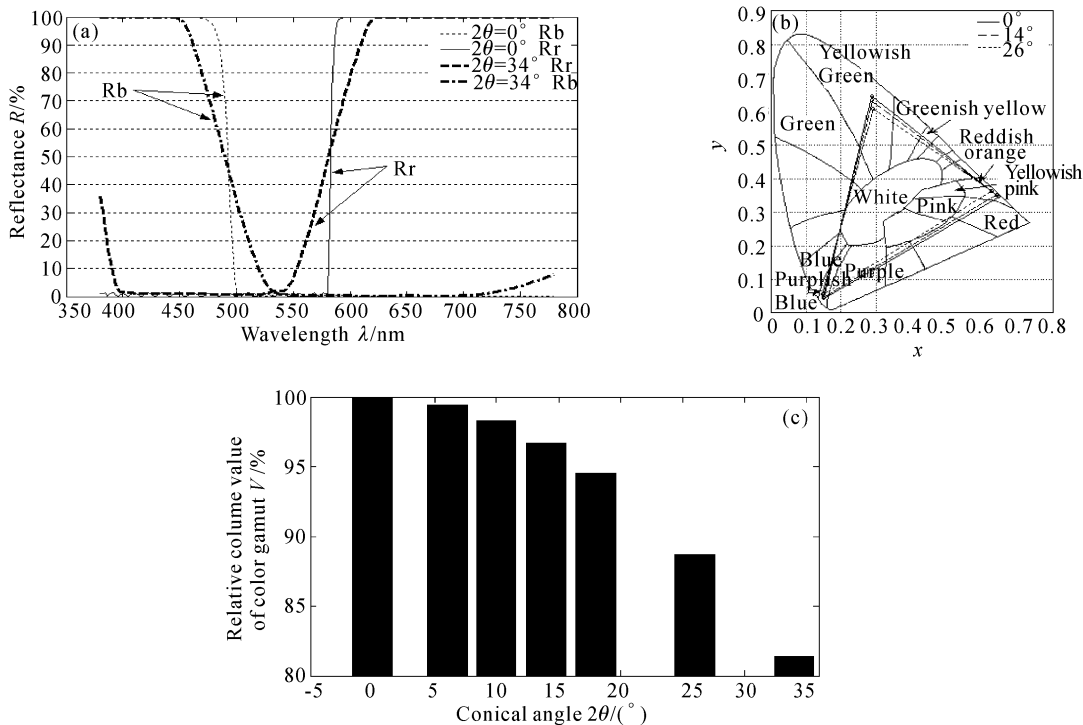 (a)
2θ=0° Rb
2θ=0° Rr
2θ=34° Rr
2θ=34° Rb
Rb
Rr
Reflectance R/%
100
90
80
70
60
50
40
30
20
10
0
350 450 500 550 600 650 700 750 800
Wavelength λ/nm
(b)
0°
14°
26°
Yellowish
Green
Greenish yellow
Green
Reddish
orange
Yellowish
pink
White
Pink
Red
Blue
Purplish
Purple
Blue
y
0.9
0.8
0.7
0.6
0.5
0.4
0.3
0.2
0.1
0
0 0.1 0.2 0.3 0.4 0.5 0.6 0.7 0.8
x
(c)
Relative column value
of color gamut V/%
100
95
90
85
80
-5 0 5 10 15 20 25 30 35
Conical angle 2θ/(°)